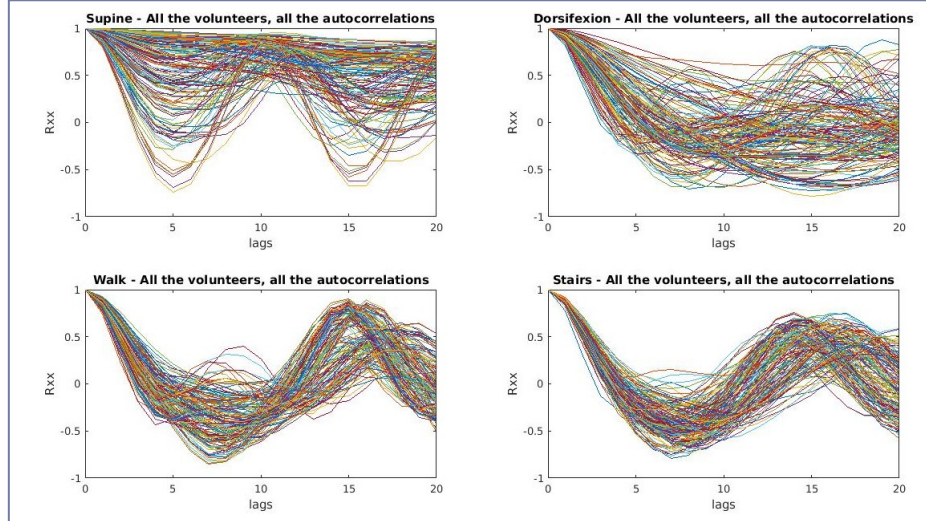 Supine - All the volunteers, all the autocorrelations
1
0.5
0
-0.5
-1
Rxx
0 5 10 15 20
lags
Dorsifexion - All the volunteers, all the autocorrelations
1
0.5
0
-0.5
-1
Rxx
0 5 10 15 20
lags
Walk - All the volunteers, all the autocorrelations
1
0.5
0
-0.5
-1
Rxx
0 5 10 15 20
lags
Stairs - All the volunteers, all the autocorrelations
1
0.5
0
-0.5
-1
Rxx
0 5 10 15 20
lags